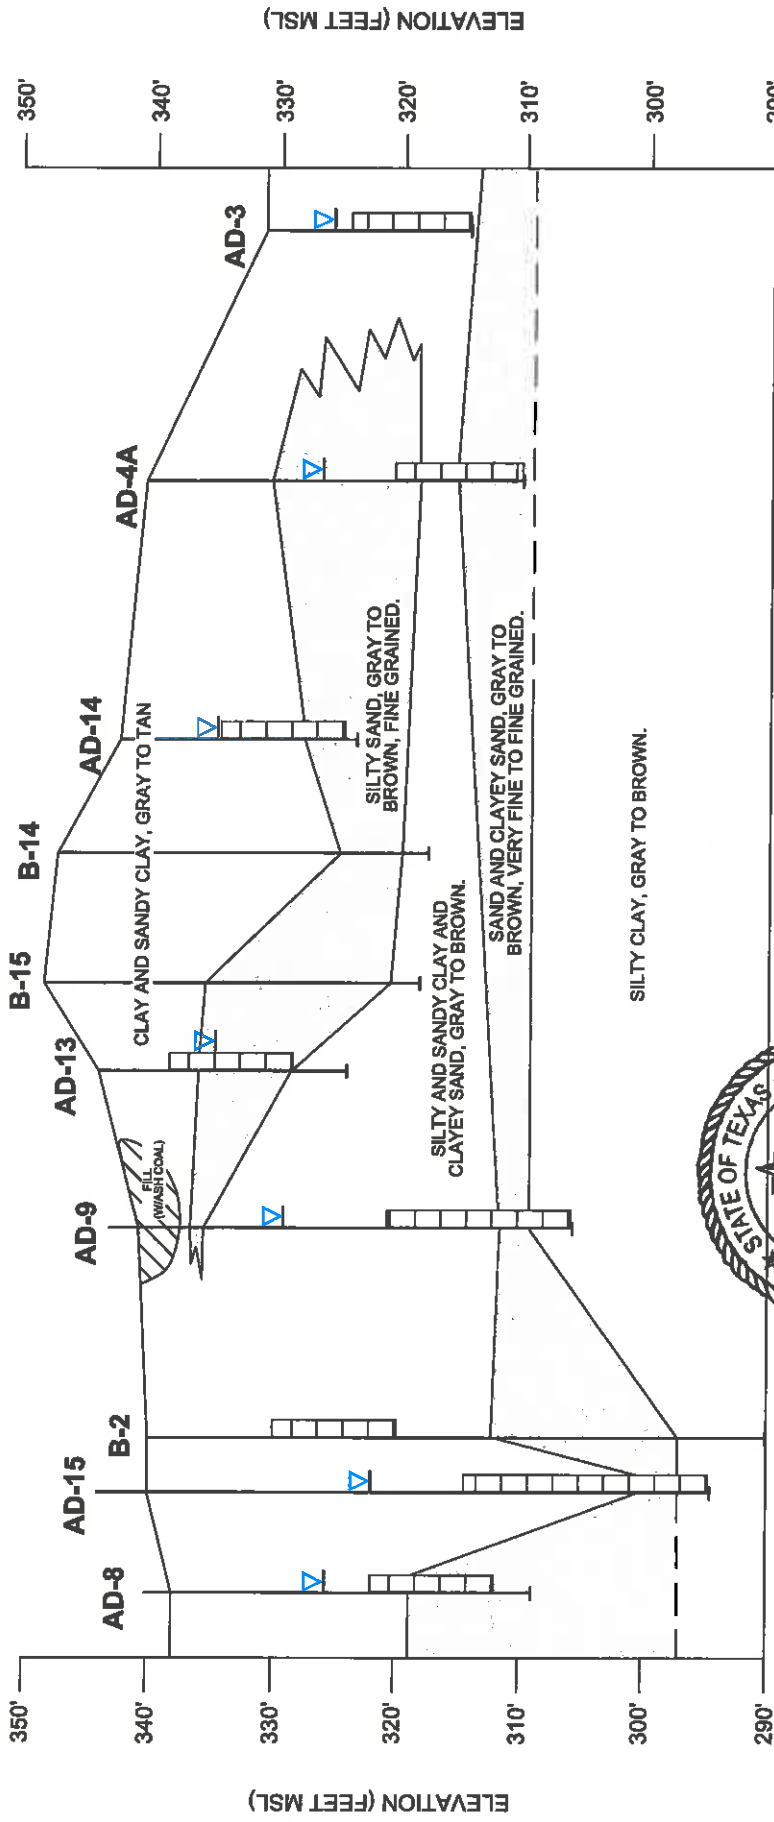 ELEVATION (FEET MSL)
350'
340'
330'
320'
310'
300'
290'
AD-8
AD-15
B-2
AD-9
AD-13
B-15
B-14
AD-14
AD-4A
AD-3
FILL
(W/ASH COAL)
CLAY AND SANDY CLAY, GRAY TO TAN
SILTY SAND, GRAY TO
BROWN, FINE GRAINED.
SILTY AND SANDY CLAY AND
CLAYEY SAND, GRAY TO BROWN.
SAND AND CLAYEY SAND, GRAY TO
BROWN, VERY FINE TO FINE GRAINED.
SILTY CLAY, GRAY TO BROWN.
STATE OF TEXAS
350'
340'
330'
320'
310'
300'
ELEVATION (FEET MSL)